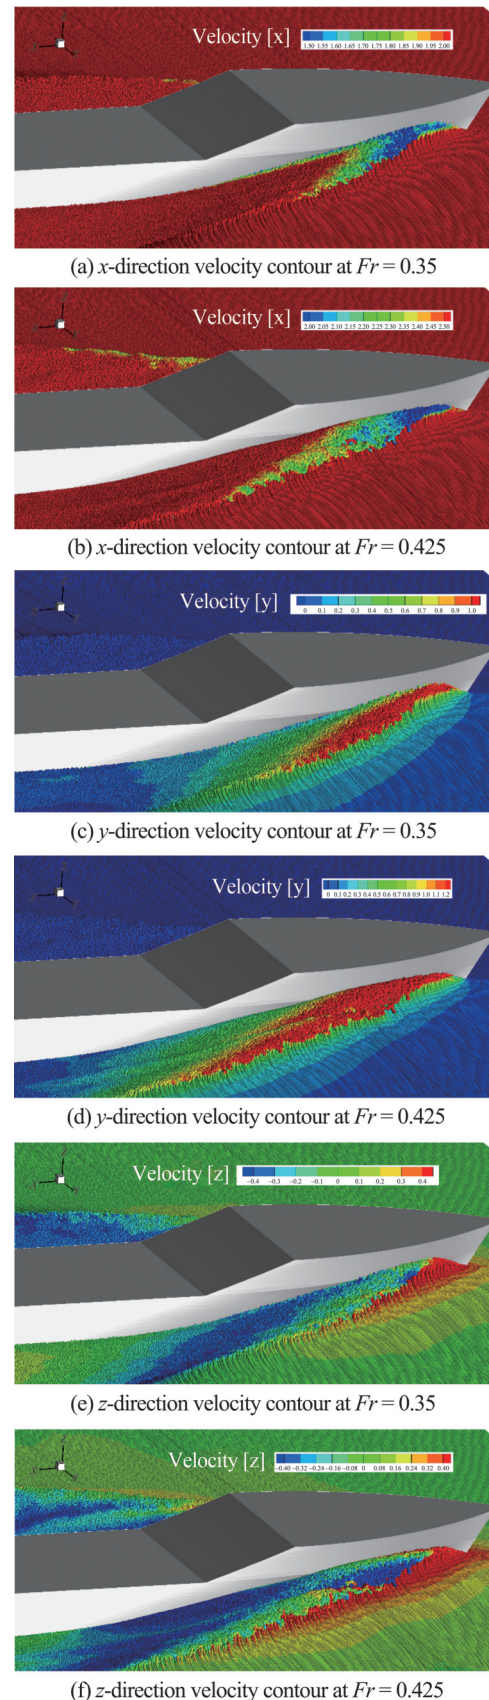 Velocity [x]
1.50 1.55 1.60 1.65 1.70 1.75 1.80 1.85 1.90 1.95 2.00
(a) x-direction velocity contour at Fr = 0.35
Velocity [x]
2.00 2.05 2.10 2.15 2.20 2.25 2.30 2.35 2.40 2.45 2.50
(b) x-direction velocity contour at Fr = 0.425
Velocity [y]
0 0.1 0.2 0.3 0.4 0.5 0.6 0.7 0.8 0.9 1.0
(c) y-direction velocity contour at Fr = 0.35
Velocity [y]
0 0.1 0.2 0.3 0.4 0.5 0.6 0.7 0.8 0.9 1.0 1.1 1.2
(d) y-direction velocity contour at Fr = 0.425
Velocity [z]
−0.4 −0.3 −0.2 −0.1 0 0.1 0.2 0.3 0.4
(e) z-direction velocity contour at Fr = 0.35
Velocity [z]
−0.40 −0.32 −0.24 −0.16 −0.08 0 0.08 0.16 0.24 0.32 0.40
(f) z-direction velocity contour at Fr = 0.425